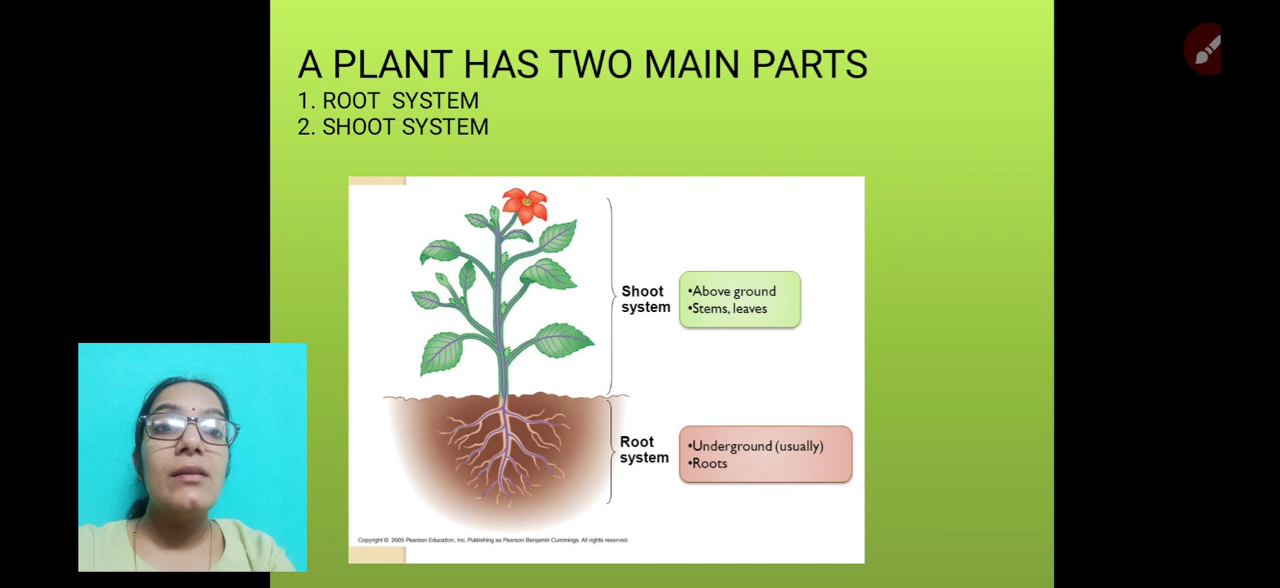 A PLANT HAS TWO MAIN PARTS
1. ROOT SYSTEM
2. SHOOT SYSTEM
Shoot
system
•Above ground
•Stems, leaves
Root
system
•Underground (usually)
•Roots
Copyright © 2005 Pearson Education, Inc. Publishing as Pearson Benjamin Cummings. All rights reserved.